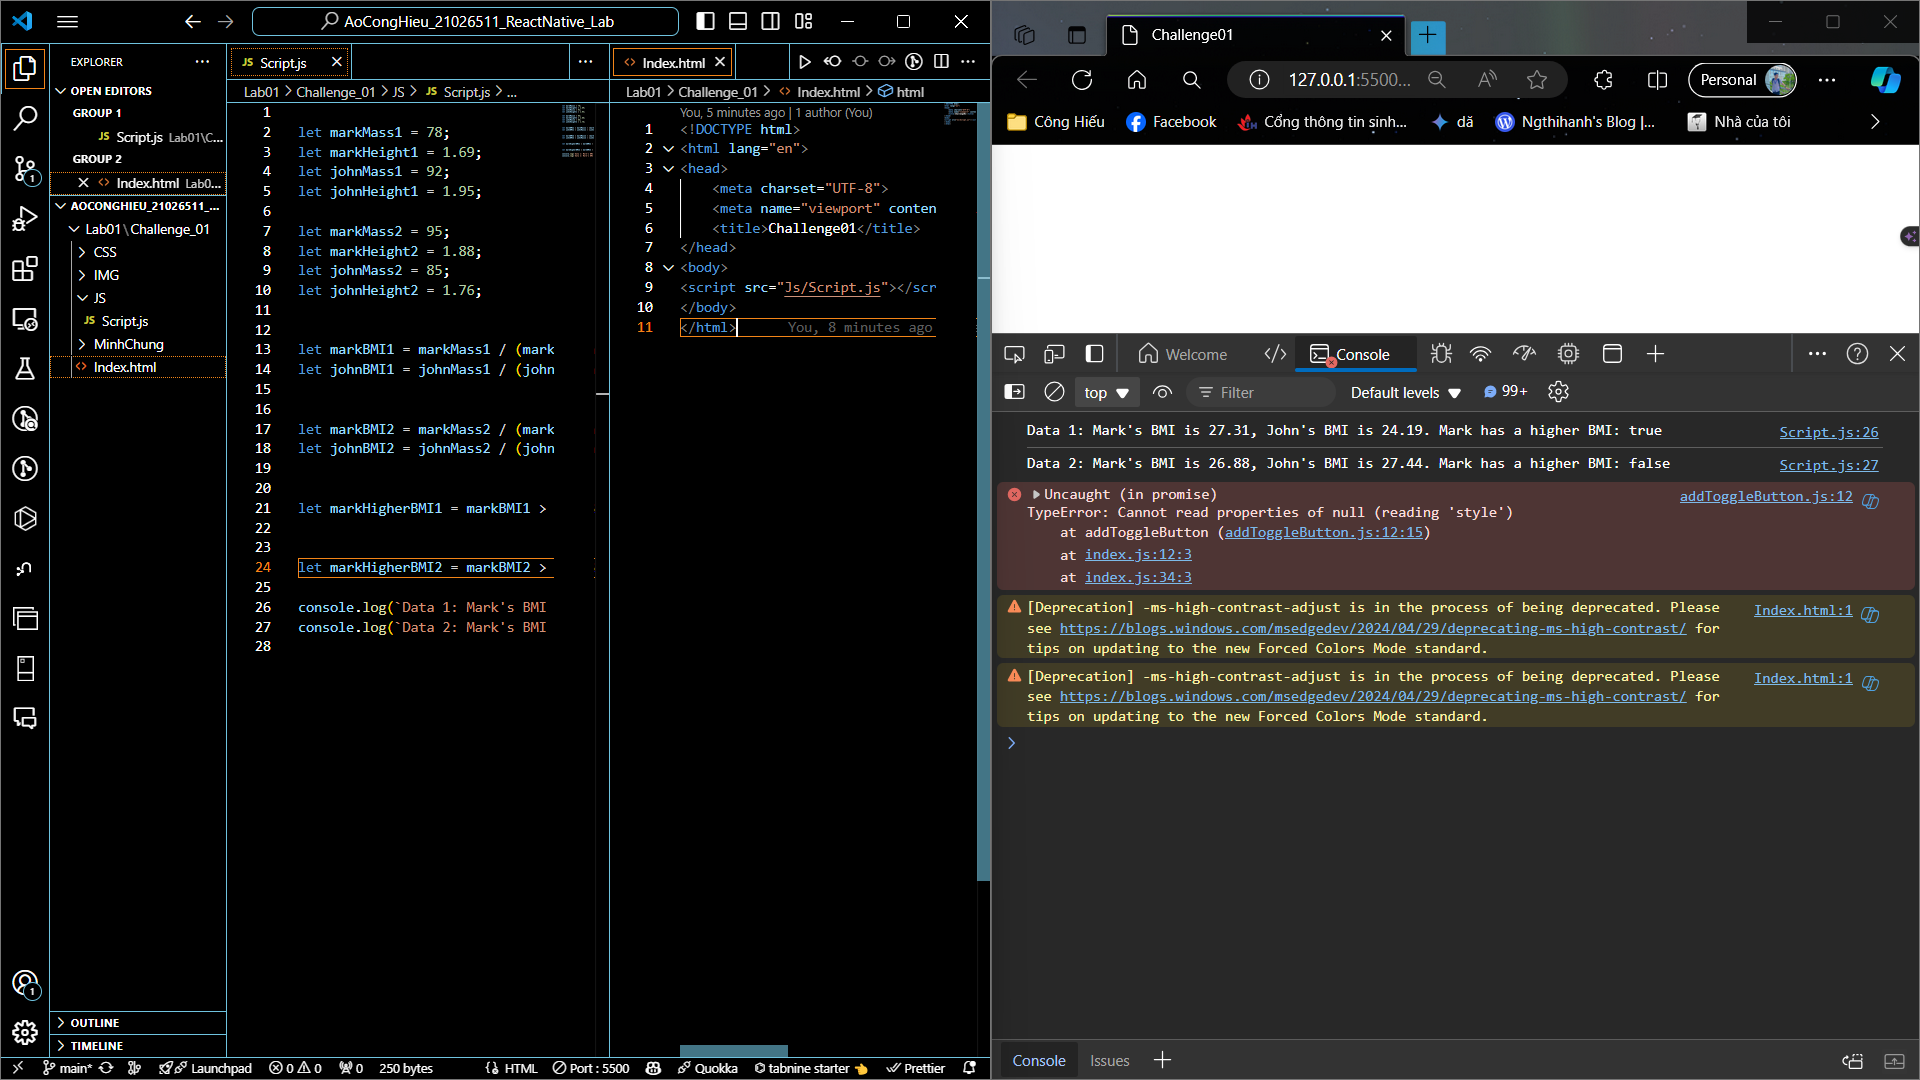 AoCongHieu_21026511_ReactNative_Lab
EXPLORER
OPEN EDITORS
GROUP 1
JS Script.js Lab01\C...
GROUP 2
Index.html Lab0...
AOCONGHIEU_21026511_...
Lab01\Challenge_01
CSS
IMG
JS
JS Script.js
MinhChung
Index.html
OUTLINE
TIMELINE
JS Script.js
Lab01 > Challenge_01 > JS > JS Script.js > ...
1
2 let markMass1 = 78;
3 let markHeight1 = 1.69;
4 let johnMass1 = 92;
5 let johnHeight1 = 1.95;
6
7 let markMass2 = 95;
8 let markHeight2 = 1.88;
9 let johnMass2 = 85;
10 let johnHeight2 = 1.76;
11
12
13 let markBMI1 = markMass1 / (mark
14 let johnBMI1 = johnMass1 / (john
15
16
17 let markBMI2 = markMass2 / (mark
18 let johnBMI2 = johnMass2 / (john
19
20
21 let markHigherBMI1 = markBMI1 >
22
23
24 let markHigherBMI2 = markBMI2 >
25
26 console.log(`Data 1: Mark's BMI
27 console.log(`Data 2: Mark's BMI
28
Index.html
Lab01 > Challenge_01 > Index.html > html
You, 5 minutes ago | 1 author (You)
1 <!DOCTYPE html>
2 <html lang="en">
3 <head>
4 <meta charset="UTF-8">
5 <meta name="viewport" conten
6 <title>Challenge01</title>
7 </head>
8 <body>
9 <script src="Js/Script.js"></scr
10 </body>
11 </html> You, 8 minutes ago
1
1
main* Launchpad 0 0 0 250 bytes HTML Port : 5500 Quokka tabnine starter Prettier
Challenge01
127.0.0.1:5500...
Personal
Công Hiếu Facebook Cổng thông tin sinh... dã Ngthihanh's Blog |... Nhà của tôi
Welcome Console
top Filter Default levels 99+
Data 1: Mark's BMI is 27.31, John's BMI is 24.19. Mark has a higher BMI: true Script.js:26
Data 2: Mark's BMI is 26.88, John's BMI is 27.44. Mark has a higher BMI: false Script.js:27
Uncaught (in promise) addToggleButton.js:12
TypeError: Cannot read properties of null (reading 'style')
at addToggleButton (addToggleButton.js:12:15)
at index.js:12:3
at index.js:34:3
[Deprecation] -ms-high-contrast-adjust is in the process of being deprecated. Please Index.html:1
see https://blogs.windows.com/msedgedev/2024/04/29/deprecating-ms-high-contrast/ for
tips on updating to the new Forced Colors Mode standard.
[Deprecation] -ms-high-contrast-adjust is in the process of being deprecated. Please Index.html:1
see https://blogs.windows.com/msedgedev/2024/04/29/deprecating-ms-high-contrast/ for
tips on updating to the new Forced Colors Mode standard.
Console Issues